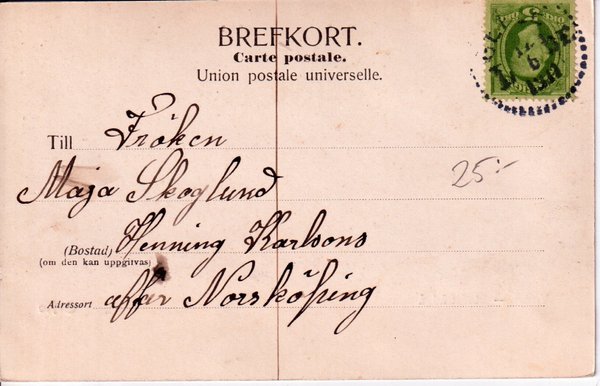 BREFKORT.
Carte postale.
Union postale universelle.
Till Fröken
Maja Skoglund
25:-
(Bostad) Henning Karlsons
(om den kan uppgifvas)
Adressort affär Norrköping